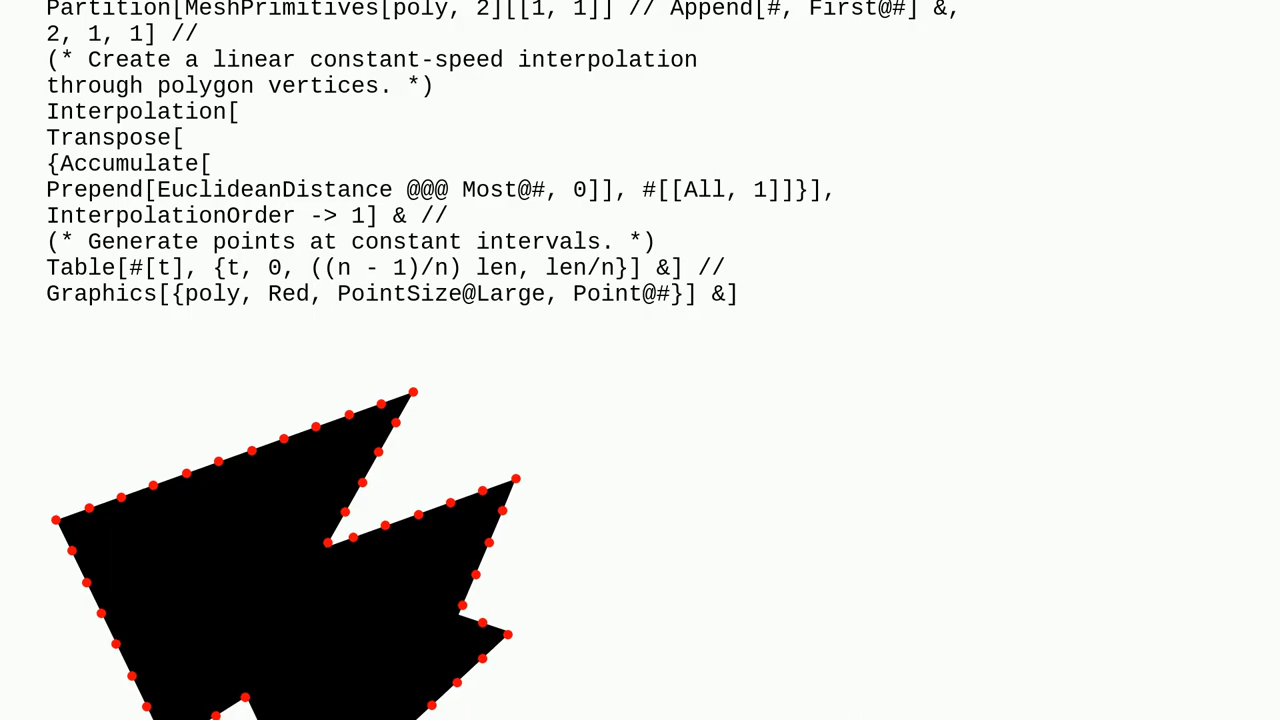 Partition[MeshPrimitives[poly, 2][[1, 1]] // Append[#, First@#] &,
2, 1, 1] //
(* Create a linear constant-speed interpolation
through polygon vertices. *)
Interpolation[
Transpose[
{Accumulate[
Prepend[EuclideanDistance @@@ Most@#, 0]], #[[All, 1]]}],
InterpolationOrder -> 1] & //
(* Generate points at constant intervals. *)
Table[#[t], {t, 0, ((n - 1)/n) len, len/n}] &] //
Graphics[{poly, Red, PointSize@Large, Point@#}] &]